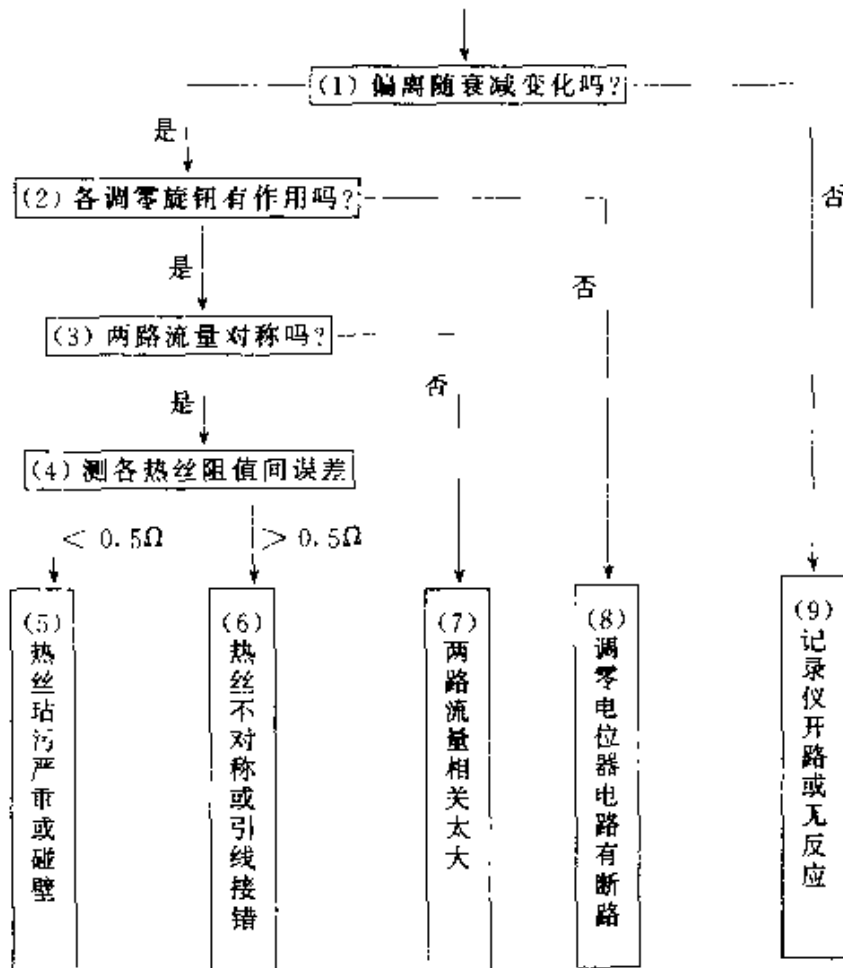 (1) 偏离随衰减变化吗?
是
否
(2) 各调零旋钮有作用吗?
是
否
(3) 两路流量对称吗?
是
否
(4) 测各热丝阻值间误差
< 0.5Ω
> 0.5Ω
(5) 热丝玷污严重或碰壁
(6) 热丝不对称或引线接错
(7) 两路流量相关太大
(8) 调零电位器电路有断路
(9) 记录仪开路或无反应